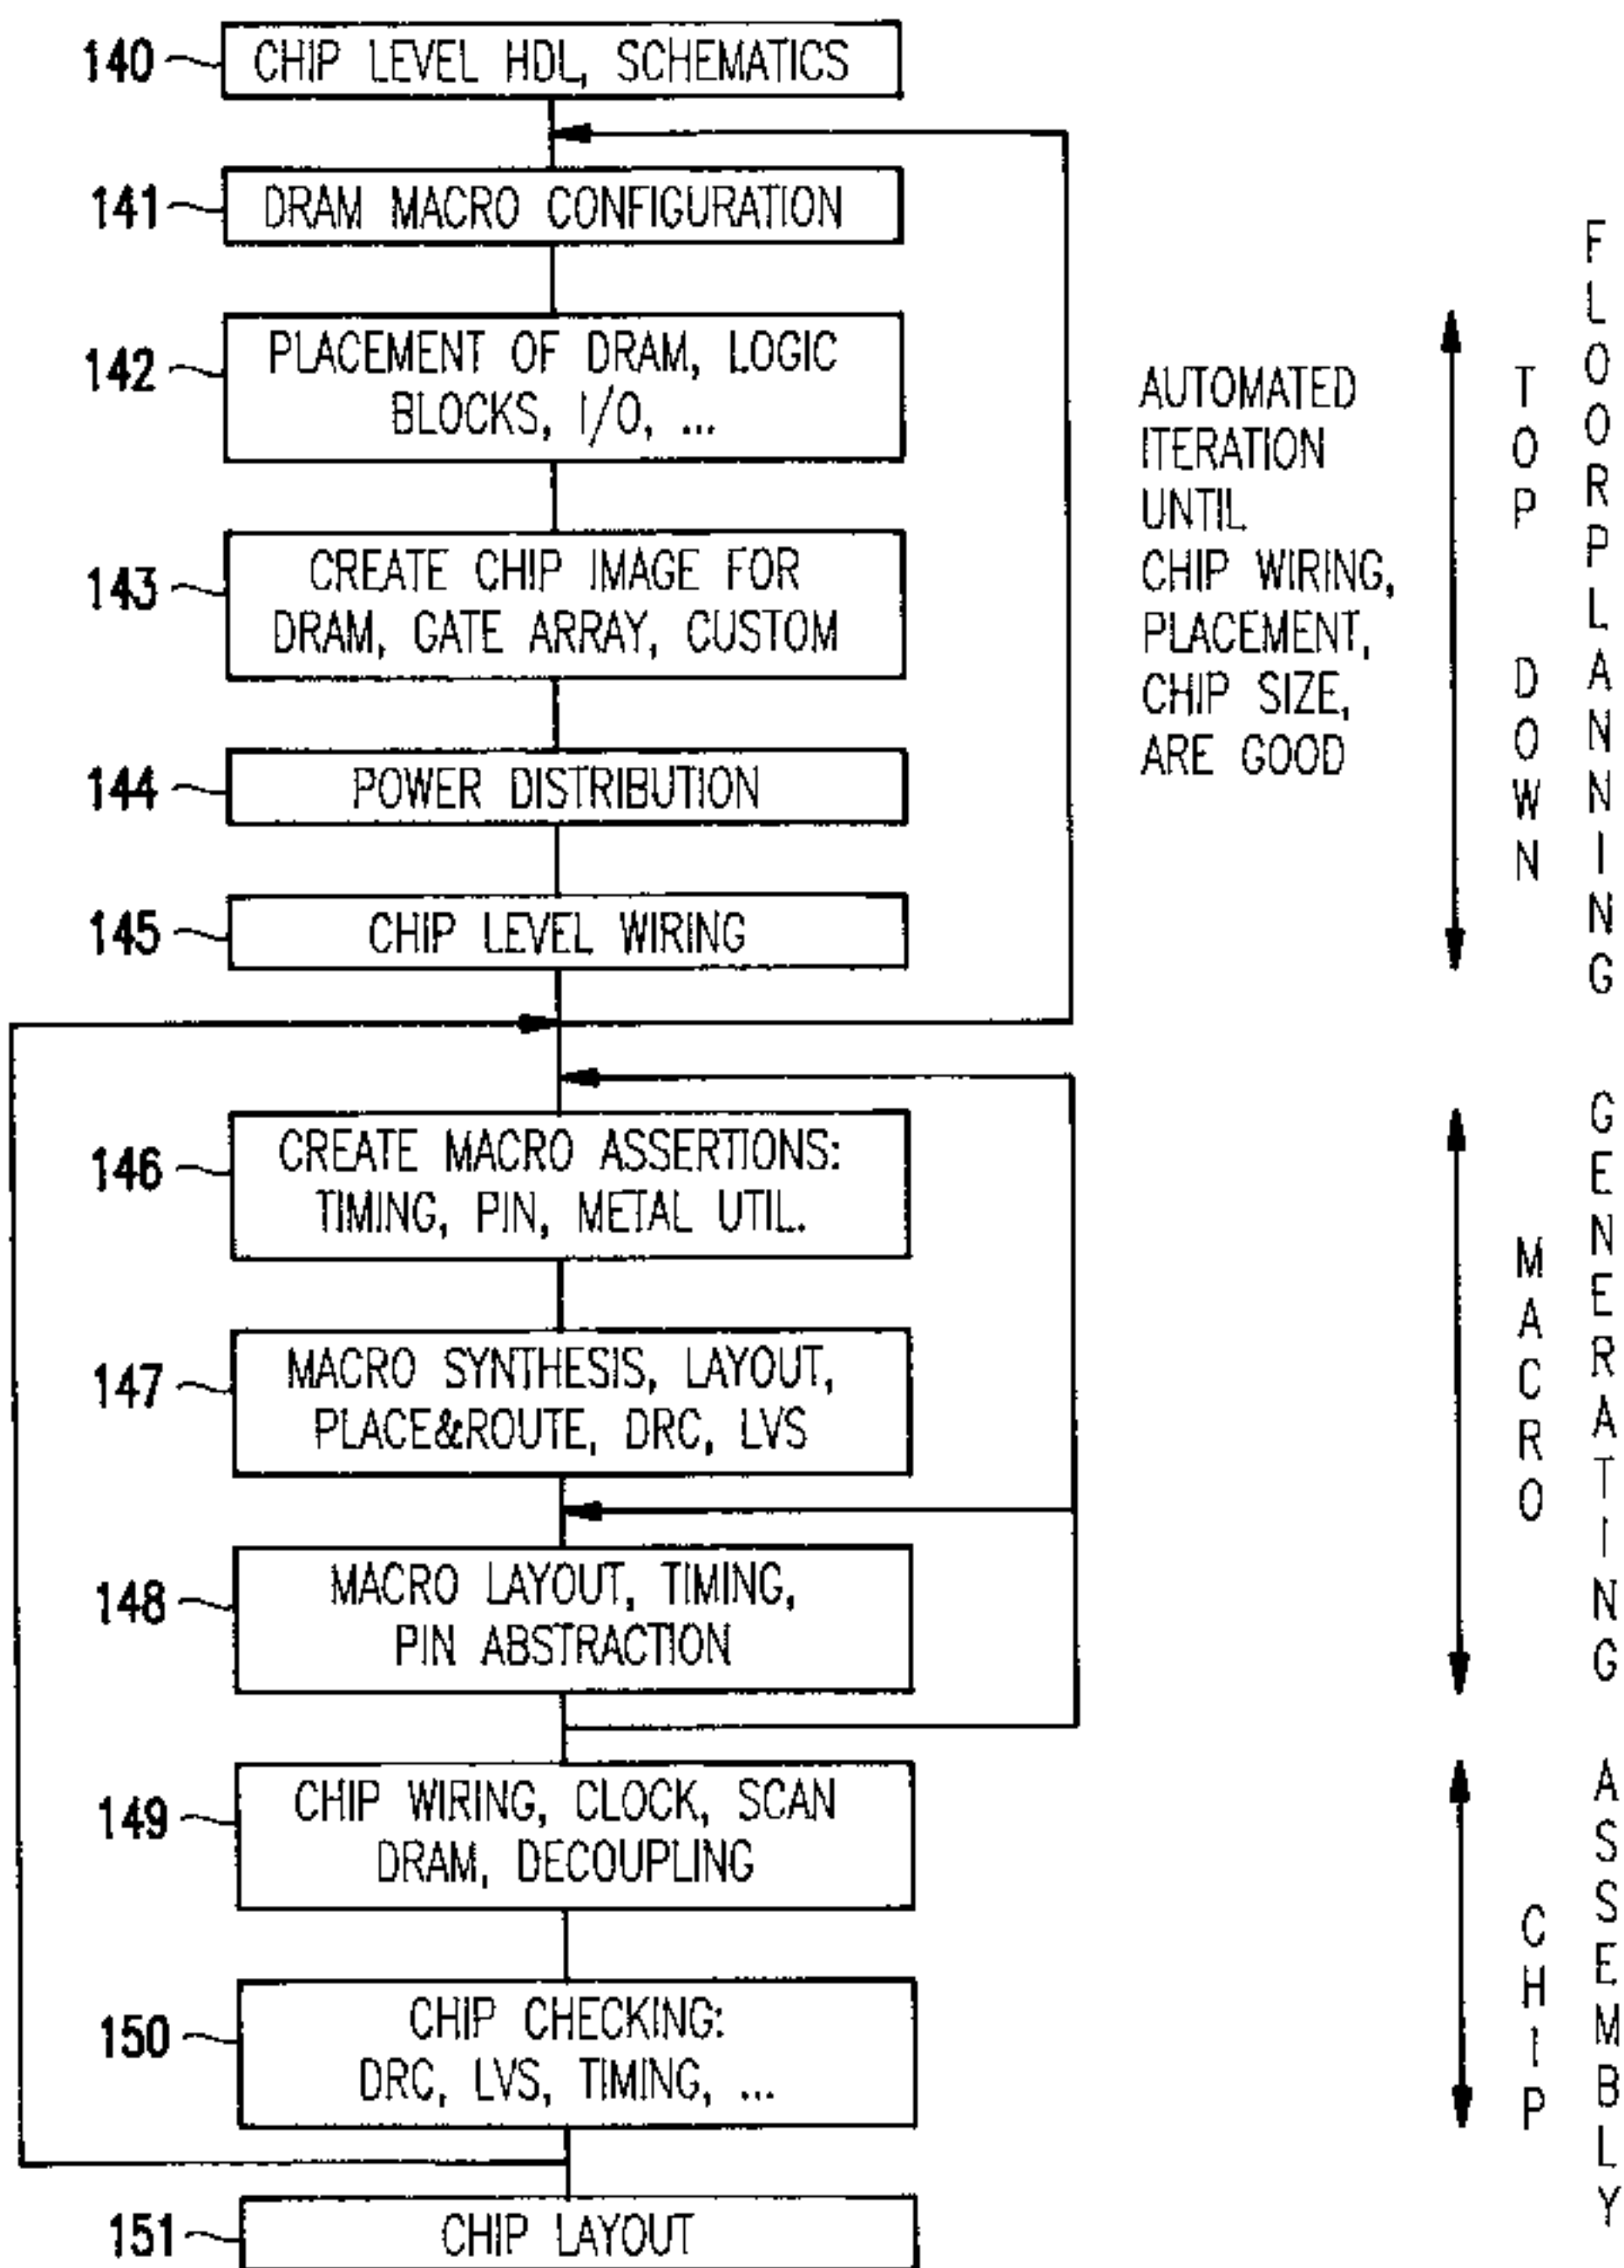 140
CHIP LEVEL HDL, SCHEMATICS
141
DRAM MACRO CONFIGURATION
142
PLACEMENT OF DRAM, LOGIC
BLOCKS, I/O, ...
143
CREATE CHIP IMAGE FOR
DRAM, GATE ARRAY, CUSTOM
144
POWER DISTRIBUTION
145
CHIP LEVEL WIRING
AUTOMATED
ITERATION
UNTIL
CHIP WIRING,
PLACEMENT,
CHIP SIZE,
ARE GOOD
TOP DOWN
FLOORPLANNING
146
CREATE MACRO ASSERTIONS:
TIMING, PIN, METAL UTIL.
147
MACRO SYNTHESIS, LAYOUT,
PLACE&ROUTE, DRC, LVS
148
MACRO LAYOUT, TIMING,
PIN ABSTRACTION
MACRO
GENERATING
149
CHIP WIRING, CLOCK, SCAN
DRAM, DECOUPLING
150
CHIP CHECKING:
DRC, LVS, TIMING, ...
CHIP
ASSEMBLY
151
CHIP LAYOUT